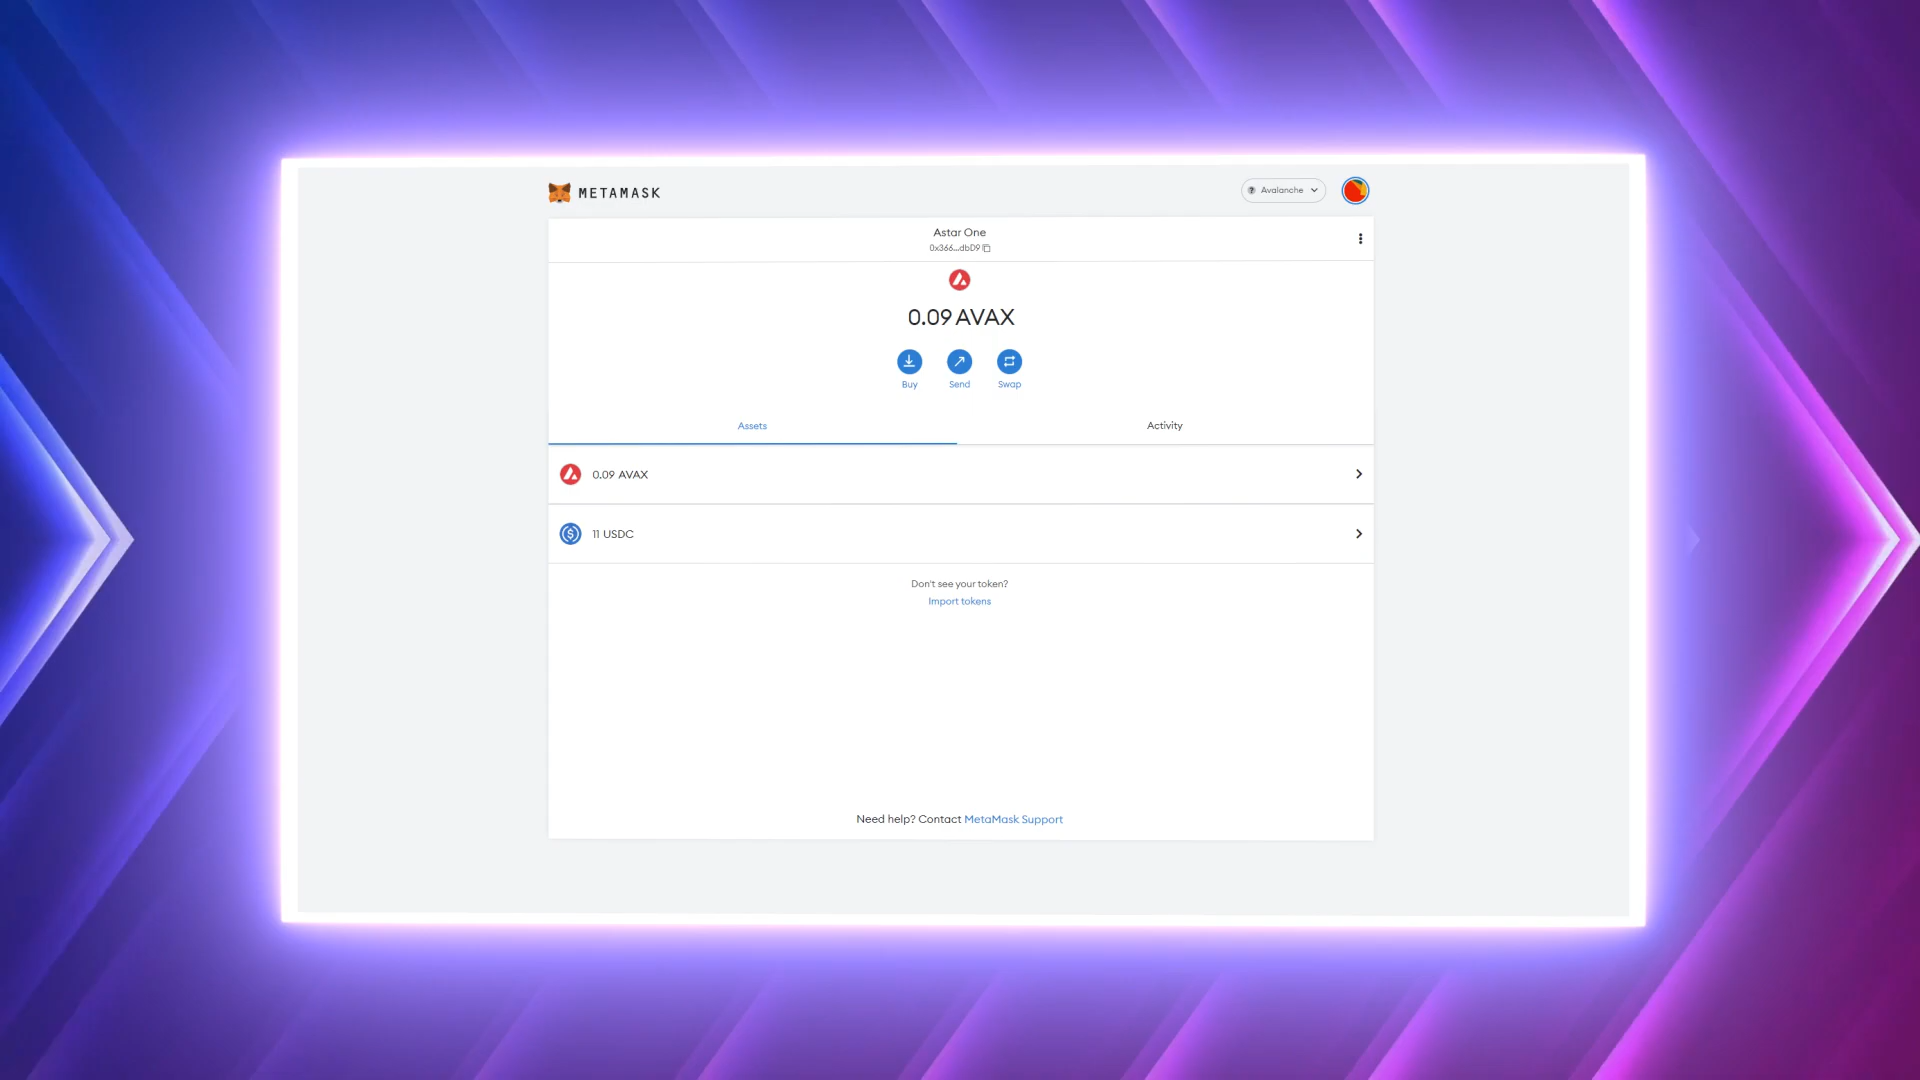 METAMASK
Avalanche
Astar One
0x366...dbD9
0.09 AVAX
Buy
Send
Swap
Assets
Activity
0.09 AVAX
11 USDC
Don't see your token?
Import tokens
Need help? Contact MetaMask Support